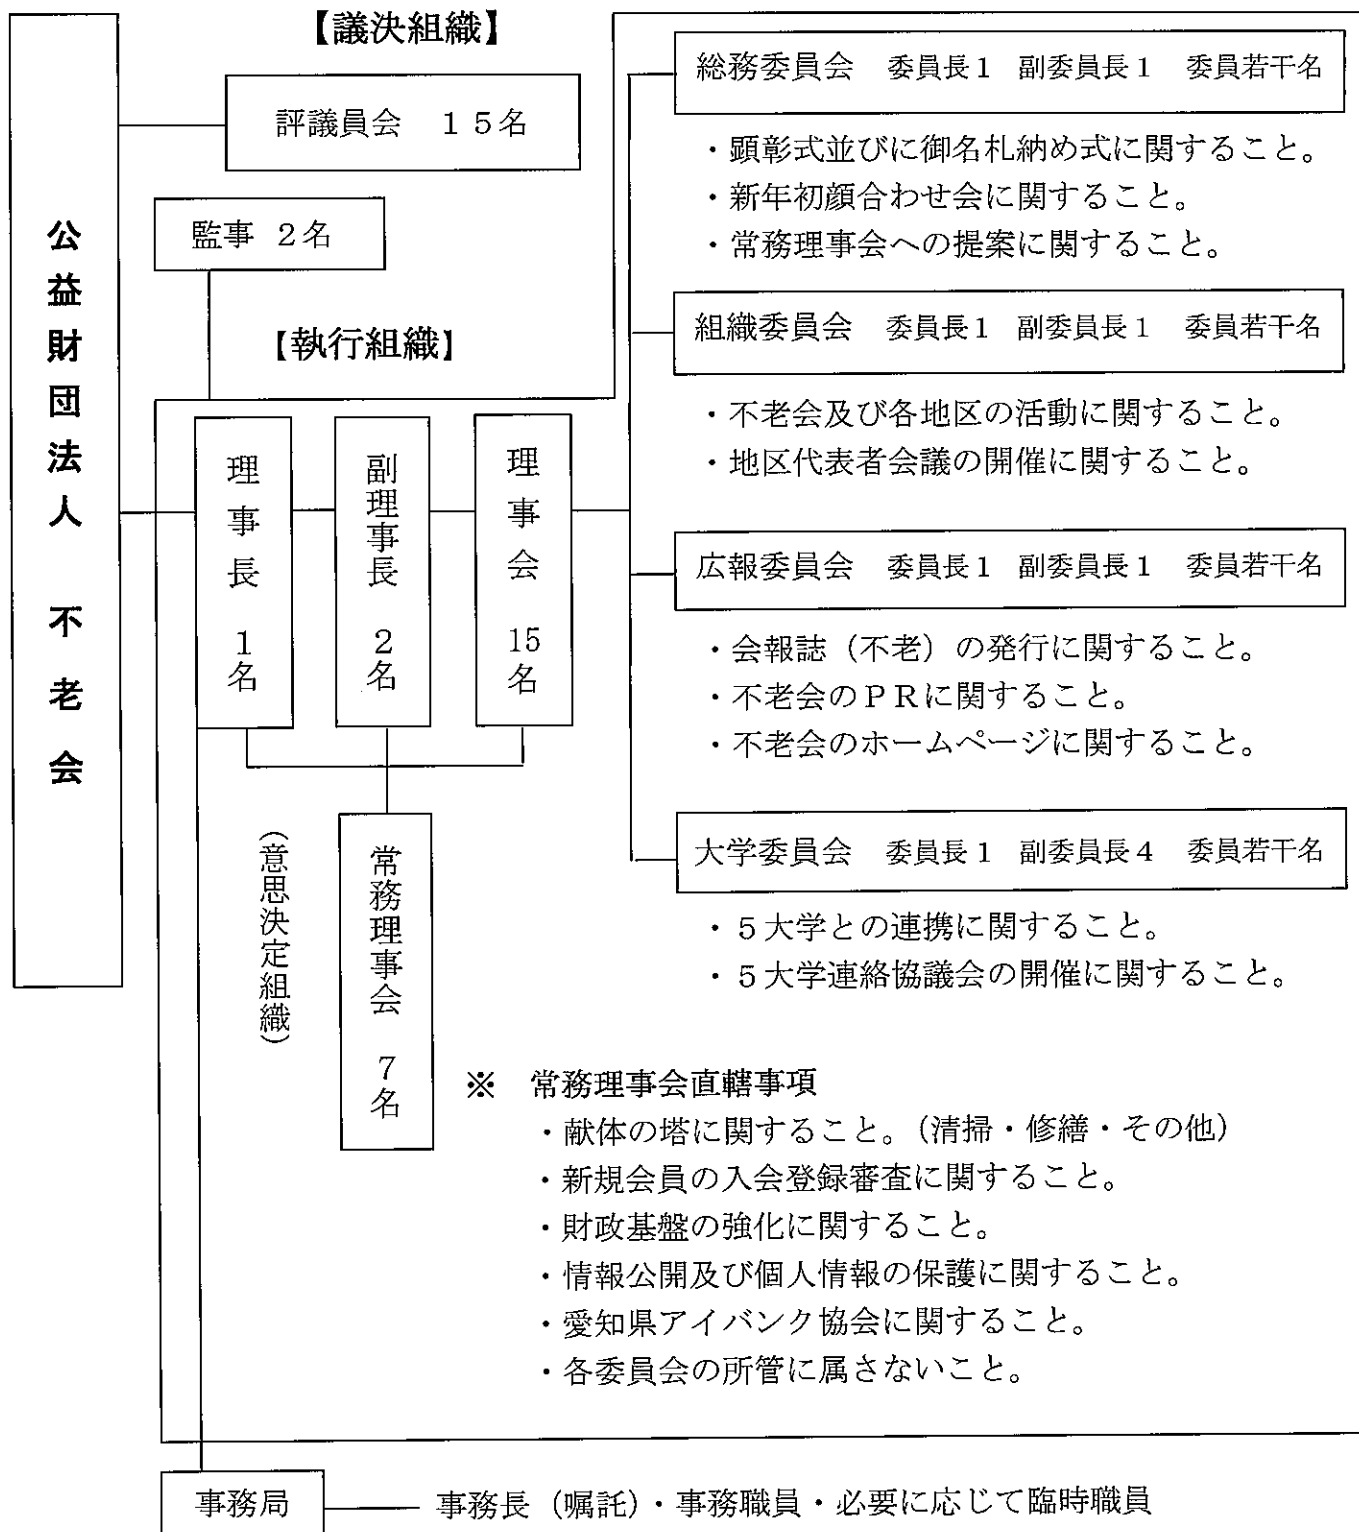 公益財団法人 不老会
【議決組織】
評議員会 15名
監事 2名
【執行組織】
理事長 1名
副理事長 2名
理事会 15名
(意思決定組織)
常務理事会 7名
総務委員会 委員長1 副委員長1 委員若干名
・顕彰式並びに御名札納め式に関すること。
・新年初顔合わせ会に関すること。
・常務理事会への提案に関すること。
組織委員会 委員長1 副委員長1 委員若干名
・不老会及び各地区の活動に関すること。
・地区代表者会議の開催に関すること。
広報委員会 委員長1 副委員長1 委員若干名
・会報誌(不老)の発行に関すること。
・不老会のPRに関すること。
・不老会のホームページに関すること。
大学委員会 委員長1 副委員長4 委員若干名
・5大学との連携に関すること。
・5大学連絡協議会の開催に関すること。
※ 常務理事会直轄事項
・献体の塔に関すること。(清掃・修繕・その他)
・新規会員の入会登録審査に関すること。
・財政基盤の強化に関すること。
・情報公開及び個人情報の保護に関すること。
・愛知県アイバンク協会に関すること。
・各委員会の所管に属さないこと。
事務局 事務長(嘱託)・事務職員・必要に応じて臨時職員